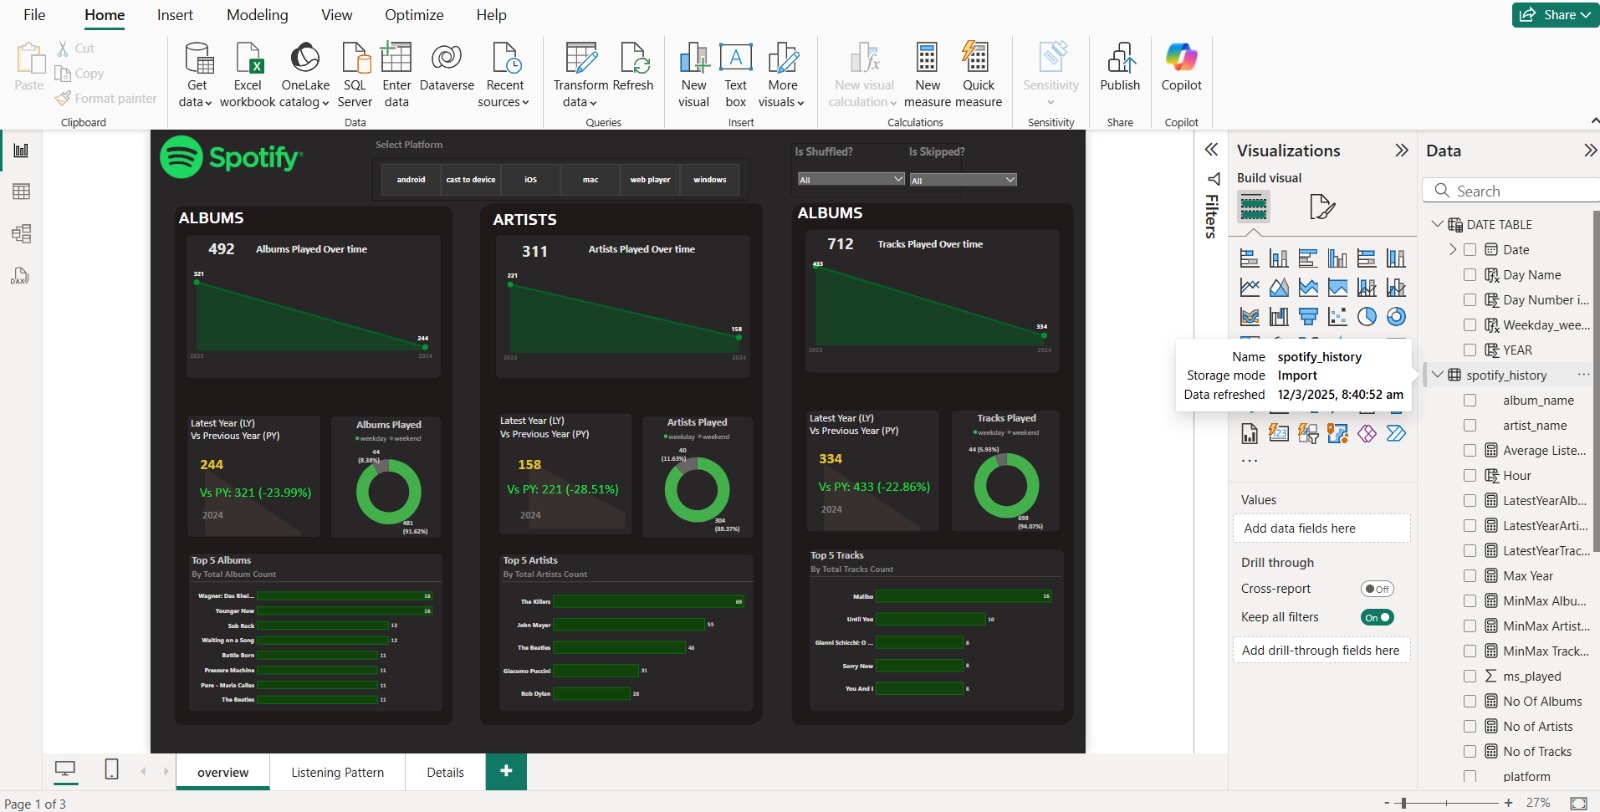 File Home Insert Modeling View Optimize Help Share
Paste Cut
Copy
Format painter
Clipboard
Get data Excel workbook OneLake catalog SQL Server Enter data Dataverse Recent sources
Data
Transform data Refresh
Queries
New visual Text box More visuals
Insert
New visual calculation New measure Quick measure
Calculations
Sensitivity
Sensitivity
Publish
Share
Copilot
Copilot
Spotify
Select Platform
android cast to device iOS mac web player windows
Is Shuffled? Is Skipped?
All All
ALBUMS
492 Albums Played Over time
321
244
2023 2024
Latest Year (LY)
Vs Previous Year (PY)
244
Vs PY: 321 (-23.99%)
2024
Albums Played
weekday weekend
44
(8.38%)
481
(91.62%)
Top 5 Albums
By Total Album Count
Wagner: Das Rhei... 16
Younger Now 16
Sob Rock 12
Waiting on a Song 12
Battle Born 11
Pressure Machine 11
Pure - Maria Callas 11
The Beatles 11
ARTISTS
311 Artists Played Over time
221
158
2023 2024
Latest Year (LY)
Vs Previous Year (PY)
158
Vs PY: 221 (-28.51%)
2024
Artists Played
weekday weekend
40
(11.63%)
304
(88.37%)
Top 5 Artists
By Total Artists Count
The Killers 69
John Mayer 55
The Beatles 48
Giacomo Puccini 31
Bob Dylan 28
ALBUMS
712 Tracks Played Over time
433
334
2023 2024
Latest Year (LY)
Vs Previous Year (PY)
334
Vs PY: 433 (-22.86%)
2024
Tracks Played
weekday weekend
44 (5.93%)
698
(94.07%)
Top 5 Tracks
By Total Tracks Count
Malibu 16
Until You 10
Gianni Schicchi: O ... 8
Sorry Now 8
You And I 8
Filters
Visualizations
Build visual
Name spotify_history
Storage mode Import
Data refreshed 12/3/2025, 8:40:52 am
...
Values
Add data fields here
Drill through
Cross-report Off
Keep all filters On
Add drill-through fields here
Data
Search
DATE TABLE
Date
Day Name
Day Number i...
Weekday_wee...
YEAR
spotify_history ...
album_name
artist_name
Average Liste...
Hour
LatestYearAlb...
LatestYearArti...
LatestYearTrac...
Max Year
MinMax Albu...
MinMax Artist...
MinMax Track...
ms_played
No Of Albums
No of Artists
No of Tracks
platform
overview Listening Pattern Details +
Page 1 of 3
- + 27%